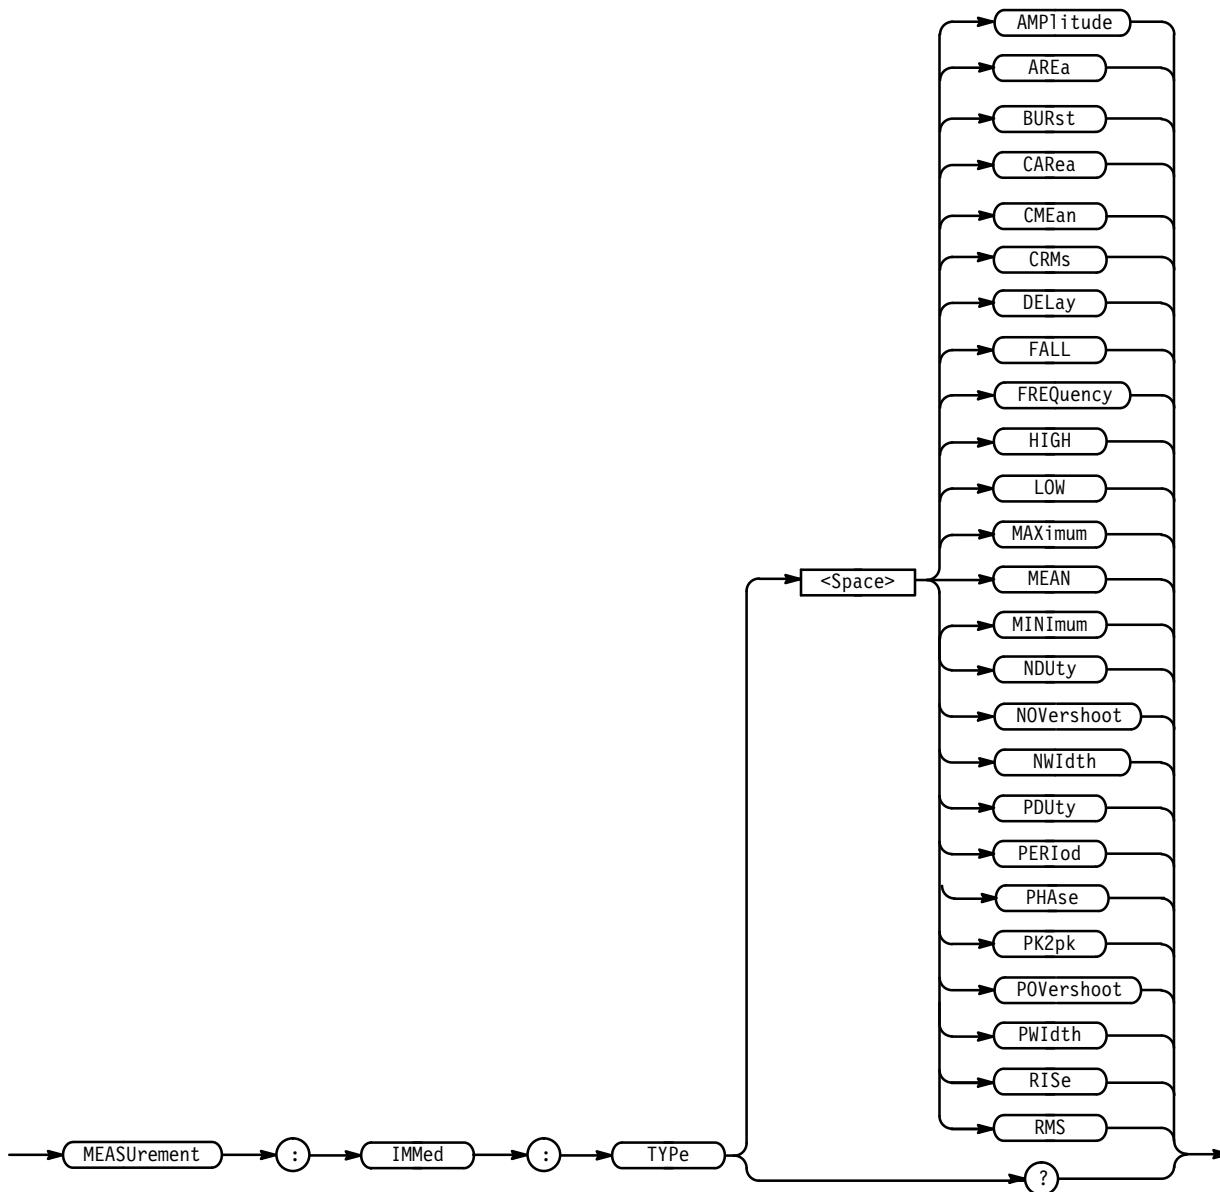 AMPlitude
AREa
BURst
CARea
CMEan
CRMs
DELay
FALL
FREQuency
HIGH
LOW
MAXimum
<Space>
MEAN
MINImum
NDUty
NOVershoot
NWIdth
PDUty
PERIod
PHAse
PK2pk
POVershoot
PWIdth
RISe
RMS
MEASUrement : IMMed : TYPe
?